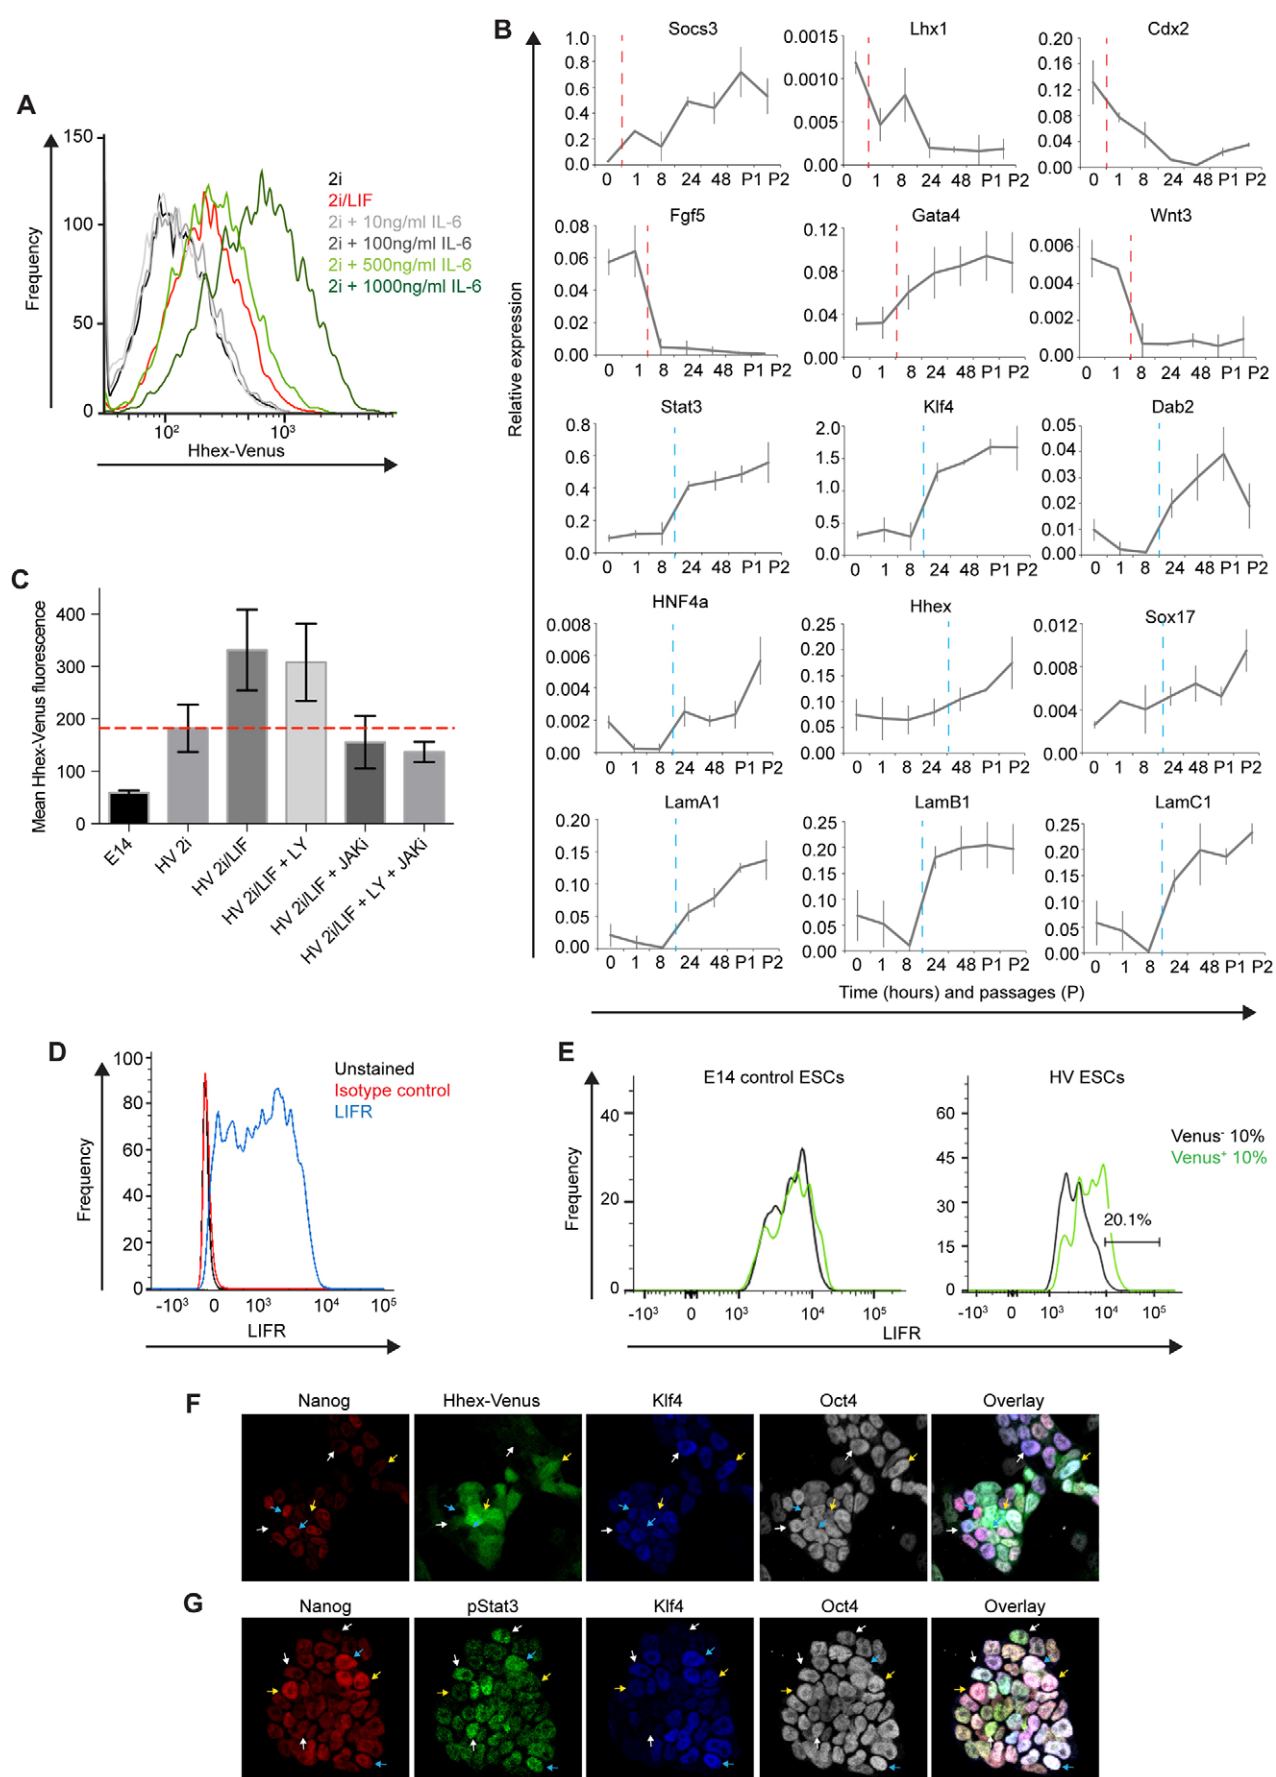 A
150
100
50
0
10²
10³
Frequency
Hhex-Venus
2i
2i/LIF
2i + 10ng/ml IL-6
2i + 100ng/ml IL-6
2i + 500ng/ml IL-6
2i + 1000ng/ml IL-6
B
Relative expression
Socs3
1.0
0.8
0.6
0.4
0.2
0.0
0 1 8 24 48 P1 P2
Lhx1
0.0015
0.0010
0.0005
0.000
0 1 8 24 48 P1 P2
Cdx2
0.20
0.16
0.12
0.08
0.04
0.00
0 1 8 24 48 P1 P2
Fgf5
0.08
0.06
0.04
0.02
0.00
0 1 8 24 48 P1 P2
Gata4
0.12
0.08
0.04
0.00
0 1 8 24 48 P1 P2
Wnt3
0.006
0.004
0.002
0.000
0 1 8 24 48 P1 P2
Stat3
0.8
0.6
0.4
0.2
0.0
0 1 8 24 48 P1 P2
Klf4
2.0
1.5
1.0
0.5
0.0
0 1 8 24 48 P1 P2
Dab2
0.05
0.04
0.03
0.02
0.01
0.00
0 1 8 24 48 P1 P2
HNF4a
0.008
0.006
0.004
0.002
0.00
0 1 8 24 48 P1 P2
Hhex
0.25
0.20
0.15
0.10
0.05
0.00
0 1 8 24 48 P1 P2
Sox17
0.012
0.008
0.004
0.000
0 1 8 24 48 P1 P2
LamA1
0.20
0.15
0.10
0.05
0.00
0 1 8 24 48 P1 P2
LamB1
0.25
0.20
0.15
0.10
0.05
0.00
0 1 8 24 48 P1 P2
LamC1
0.25
0.20
0.15
0.10
0.05
0.00
0 1 8 24 48 P1 P2
Time (hours) and passages (P)
C
Mean Hhex-Venus fluorescence
400
300
200
100
0
E14
HV 2i
HV 2i/LIF
HV 2i/LIF + LY
HV 2i/LIF + JAKi
HV 2i/LIF + LY + JAKi
D
100
80
60
40
20
0
-10³ 0 10³ 10⁴ 10⁵
Frequency
LIFR
Unstained
Isotype control
LIFR
E
E14 control ESCs
HV ESCs
Frequency
40
20
0
-10³ 0 10³ 10⁴ 10⁵
60
45
30
15
0
-10³ 0 10³ 10⁴ 10⁵
20.1%
Venus⁻ 10%
Venus⁺ 10%
LIFR
F
Nanog Hhex-Venus Klf4 Oct4 Overlay
G
Nanog pStat3 Klf4 Oct4 Overlay